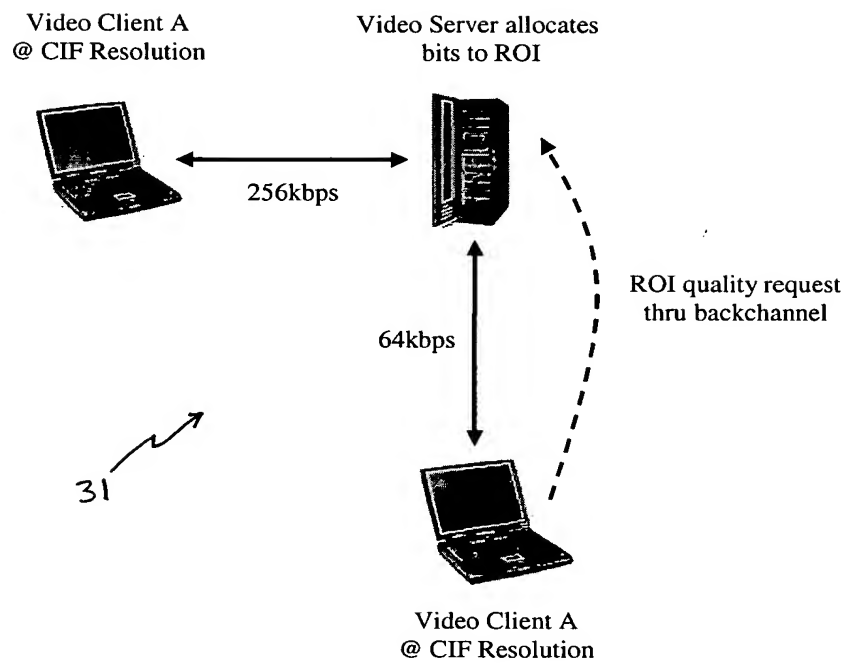 Video Client A
@ CIF Resolution
Video Server allocates
bits to ROI
256kbps
ROI quality request
thru backchannel
64kbps
31
Video Client A
@ CIF Resolution